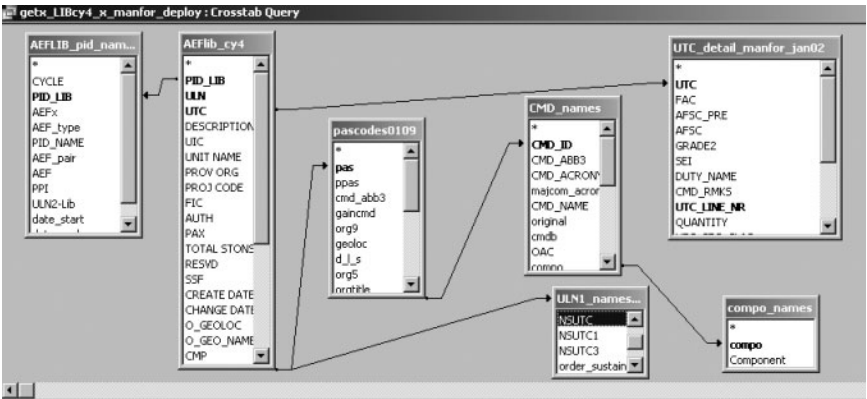 getx_LIBcy4_x_manfor_deploy : Crosstab Query
AEFLIB_pid_nam...
*
CYCLE
PID_LIB
AEFx
AEF_type
PID_NAME
AEF_pair
AEF
PPI
ULN2-Lib
date_start
AEFlib_cy4
*
PID_LIB
ULN
UTC
DESCRIPTION
UIC
UNIT NAME
PROV ORG
PROJ CODE
FIC
AUTH
PAX
TOTAL STONS
RESVD
SSF
CREATE DATE
CHANGE DATE
O_GEOLOC
O_GEO_NAME
CMP
pascodes0109
*
pas
ppas
cmd_abb3
gaincmd
org9
geoloc
d_l_s
org5
orgtitle
CMD_names
*
CMD_ID
CMD_ABB3
CMD_ACRON
majcom_acror
CMD_NAME
original
cmdb
OAC
compo
ULN1_names...
NSUTC
NSUTC1
NSUTC3
order_sustain
UTC_detail_manfor_jan02
*
UTC
FAC
AFSC_PRE
AFSC
GRADE2
SEI
DUTY_NAME
CMD_RMKS
UTC_LINE_NR
QUANTITY
compo_names
*
compo
Component